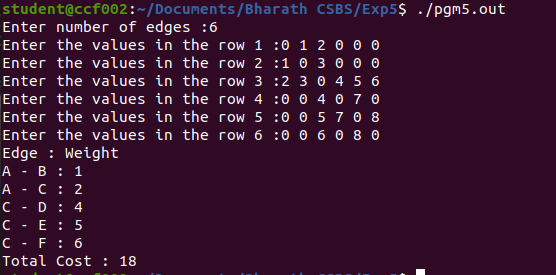 student@ccf002:~/Documents/Bharath CSBS/Exp5$ ./pgm5.out
Enter number of edges :6
Enter the values in the row 1 :0 1 2 0 0 0
Enter the values in the row 2 :1 0 3 0 0 0
Enter the values in the row 3 :2 3 0 4 5 6
Enter the values in the row 4 :0 0 4 0 7 0
Enter the values in the row 5 :0 0 5 7 0 8
Enter the values in the row 6 :0 0 6 0 8 0
Edge : Weight
A - B : 1
A - C : 2
C - D : 4
C - E : 5
C - F : 6
Total Cost : 18